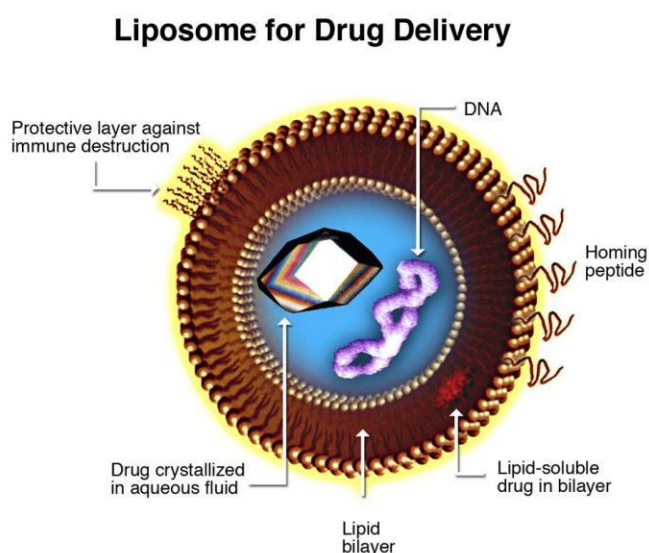 Liposome for Drug Delivery
DNA
Protective layer against
immune destruction
Homing
peptide
Drug crystallized
in aqueous fluid
Lipid-soluble
drug in bilayer
Lipid
bilayer